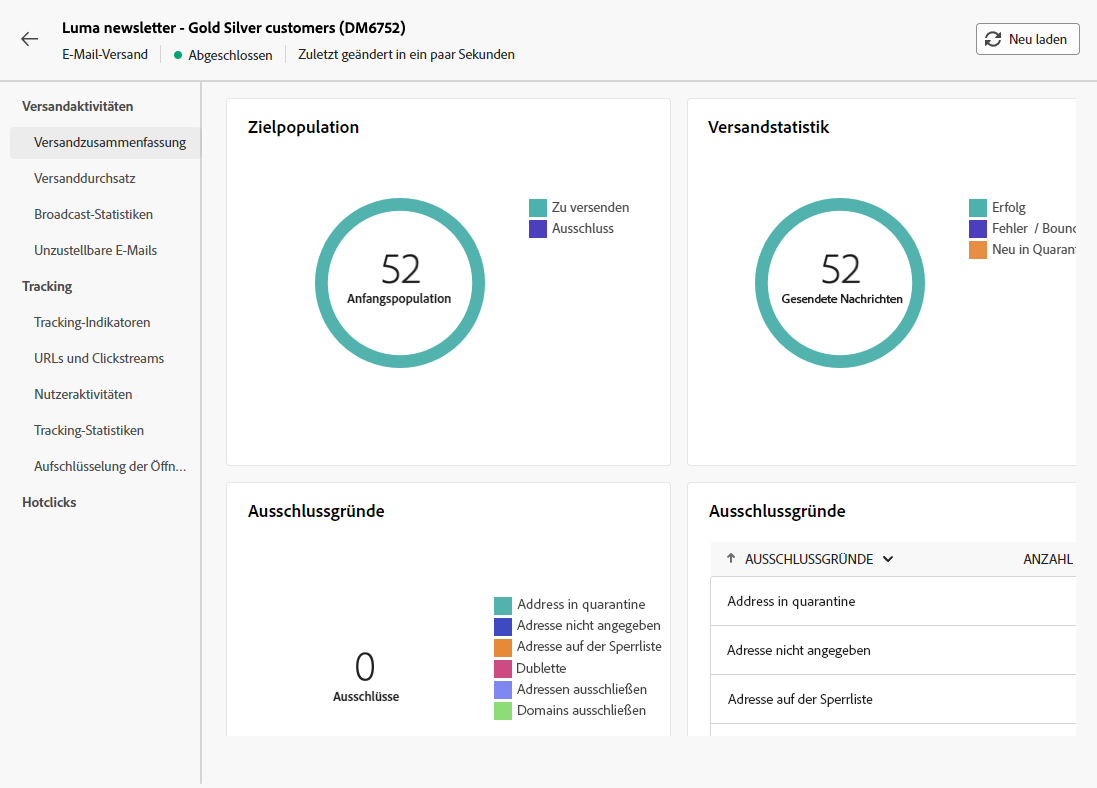 Luma newsletter - Gold Silver customers (DM6752)
E-Mail-Versand
Abgeschlossen
Zuletzt geändert in ein paar Sekunden
Neu laden
Versandaktivitäten
Versandzusammenfassung
Versanddurchsatz
Broadcast-Statistiken
Unzustellbare E-Mails
Tracking
Tracking-Indikatoren
URLs und Clickstreams
Nutzeraktivitäten
Tracking-Statistiken
Aufschlüsselung der Öffn...
Hotclicks
Zielpopulation
52
Anfangspopulation
Zu versenden
Ausschluss
Versandstatistik
52
Gesendete Nachrichten
Erfolg
Fehler / Bounc
Neu in Quaran
Ausschlussgründe
0
Ausschlüsse
Address in quarantine
Adresse nicht angegeben
Adresse auf der Sperrliste
Dublette
Adressen ausschließen
Domains ausschließen
Ausschlussgründe
AUSSCHLUSSGRÜNDE ANZAHL
Address in quarantine
Adresse nicht angegeben
Adresse auf der Sperrliste